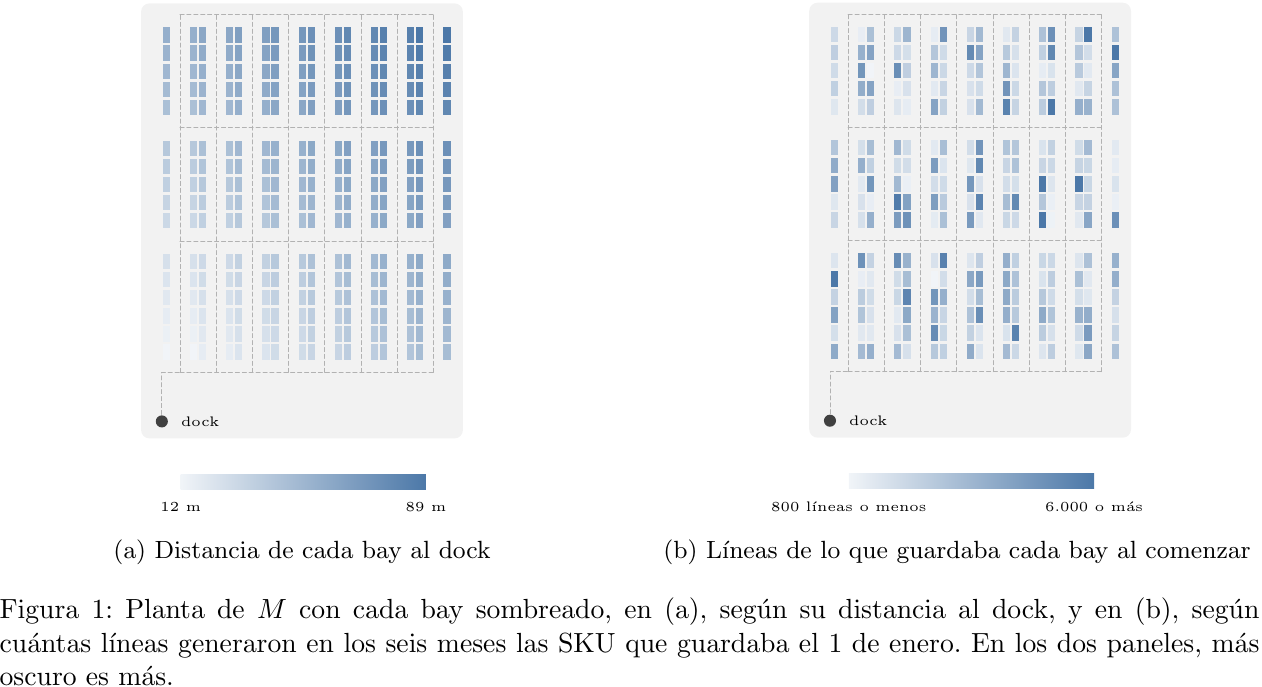 dock
dock
12 m
89 m
800 líneas o menos
6.000 o más
(a) Distancia de cada bay al dock
(b) Líneas de lo que guardaba cada bay al comenzar
Figura 1: Planta de M con cada bay sombreado, en (a), según su distancia al dock, y en (b), según
cuántas líneas generaron en los seis meses las SKU que guardaba el 1 de enero. En los dos paneles, más
oscuro es más.